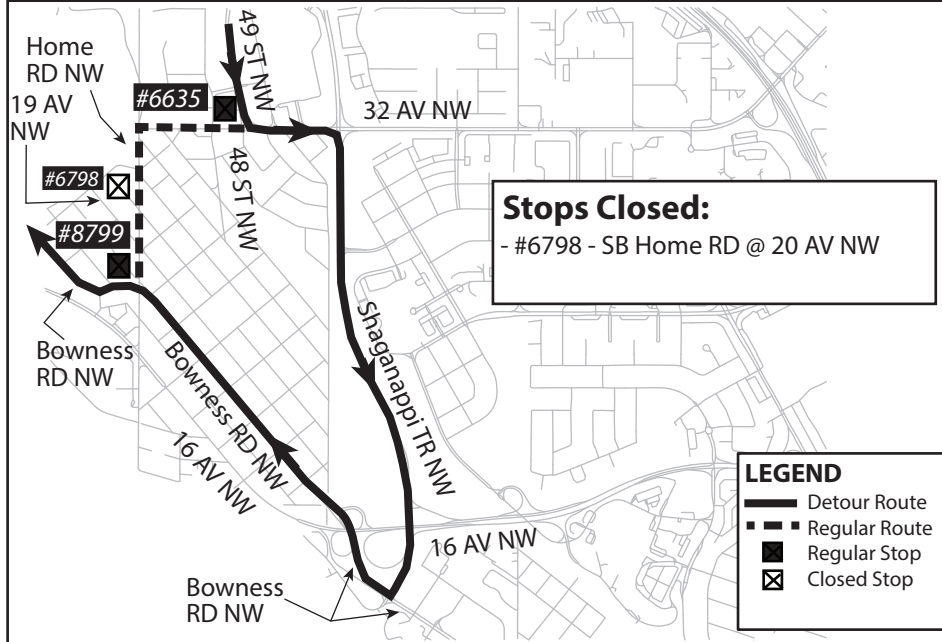 49 ST NW
Home
RD NW
19 AV
NW
#6635
32 AV NW
48 ST NW
#6798
#8799
Stops Closed:
- #6798 - SB Home RD @ 20 AV NW
Bowness
RD NW
Bowness RD NW
Shaganappi TR NW
16 AV NW
16 AV NW
Bowness
RD NW
LEGEND
Detour Route
Regular Route
Regular Stop
Closed Stop